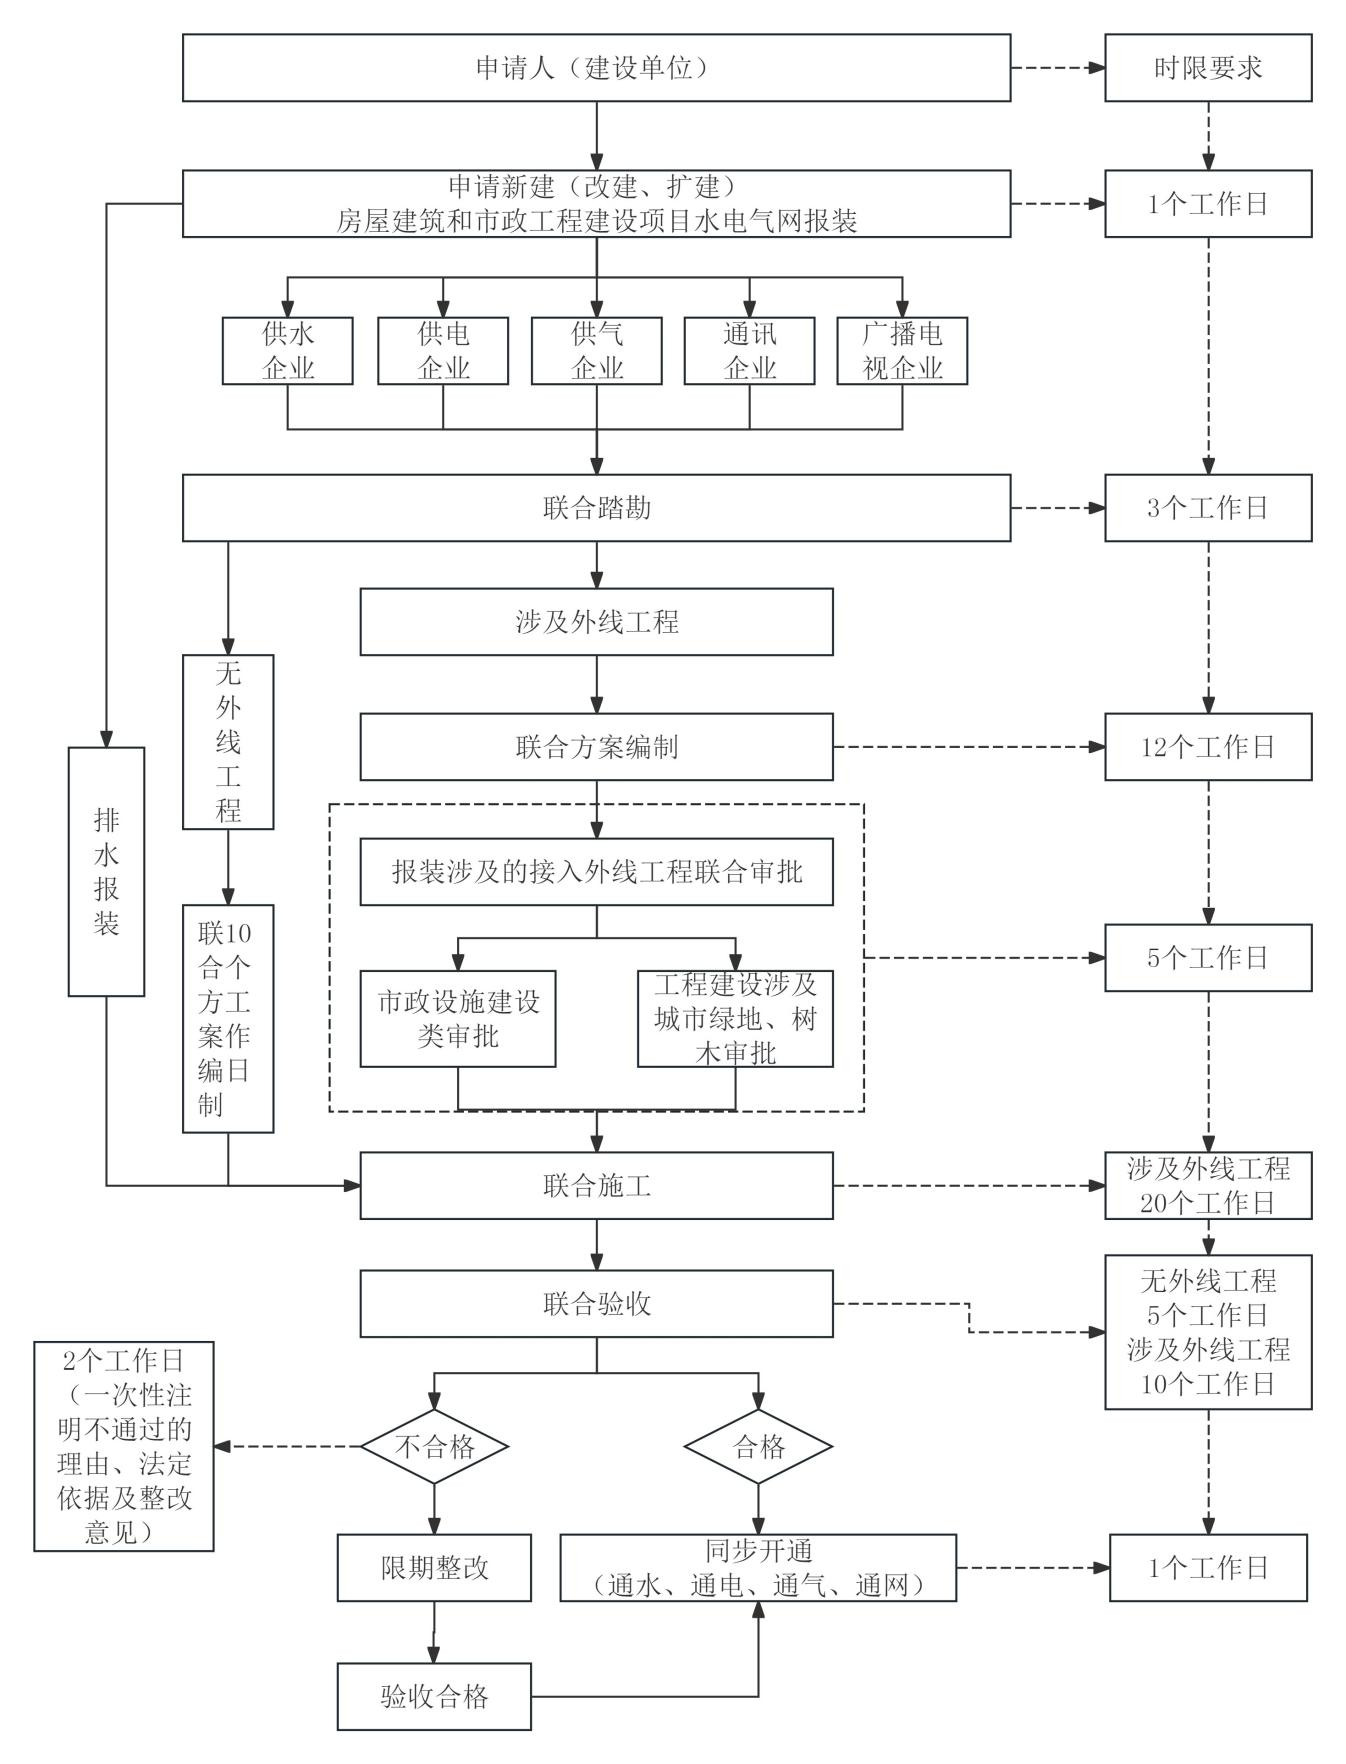 申请人（建设单位）
时限要求
申请新建（改建、扩建）
房屋建筑和市政工程建设项目水电气网报装
1个工作日
供水
企业
供电
企业
供气
企业
通讯
企业
广播电
视企业
联合踏勘
3个工作日
涉及外线工程
无
外
线
工
程
联合方案编制
12个工作日
排
水
报
装
报装涉及的接入外线工程联合审批
联10
合个
方工
案作
编日
制
5个工作日
市政设施建设
类审批
工程建设涉及
城市绿地、树
木审批
联合施工
涉及外线工程
20个工作日
联合验收
无外线工程
5个工作日
涉及外线工程
10个工作日
2个工作日
（一次性注
明不通过的
理由、法定
依据及整改
意见）
不合格
合格
限期整改
同步开通
（通水、通电、通气、通网）
1个工作日
验收合格